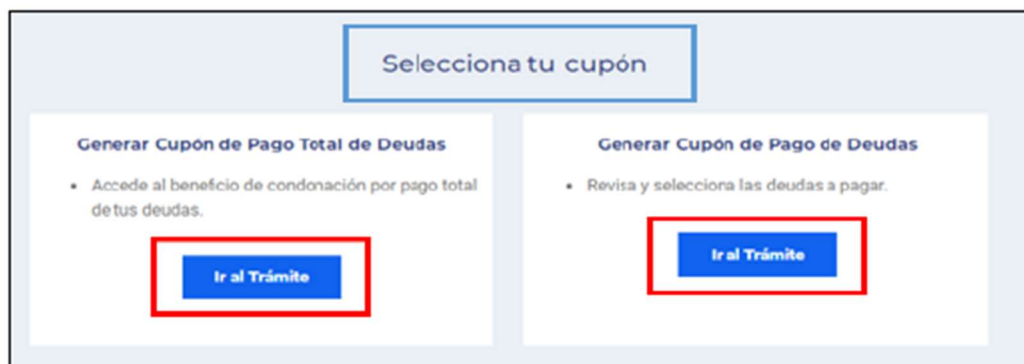 Selecciona tu cupón
Generar Cupón de Pago Total de Deudas
• Accede al beneficio de condonación por pago total
de tus deudas.
Ir al Trámite
Generar Cupón de Pago de Deudas
• Revisa y selecciona las deudas a pagar.
Ir al Trámite